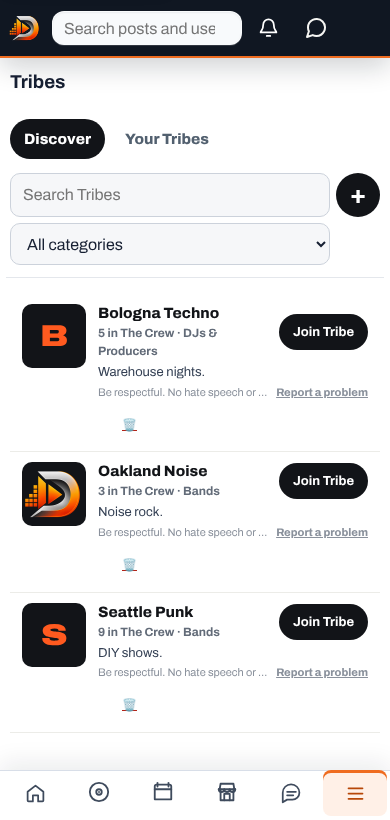 Search posts and use
Tribes
Discover
Your Tribes
Search Tribes
+
All categories
B
Bologna Techno
5 in The Crew · DJs &
Producers
Warehouse nights.
Be respectful. No hate speech or ...
Report a problem
Join Tribe
Oakland Noise
3 in The Crew · Bands
Noise rock.
Be respectful. No hate speech or ...
Report a problem
Join Tribe
S
Seattle Punk
9 in The Crew · Bands
DIY shows.
Be respectful. No hate speech or ...
Report a problem
Join Tribe